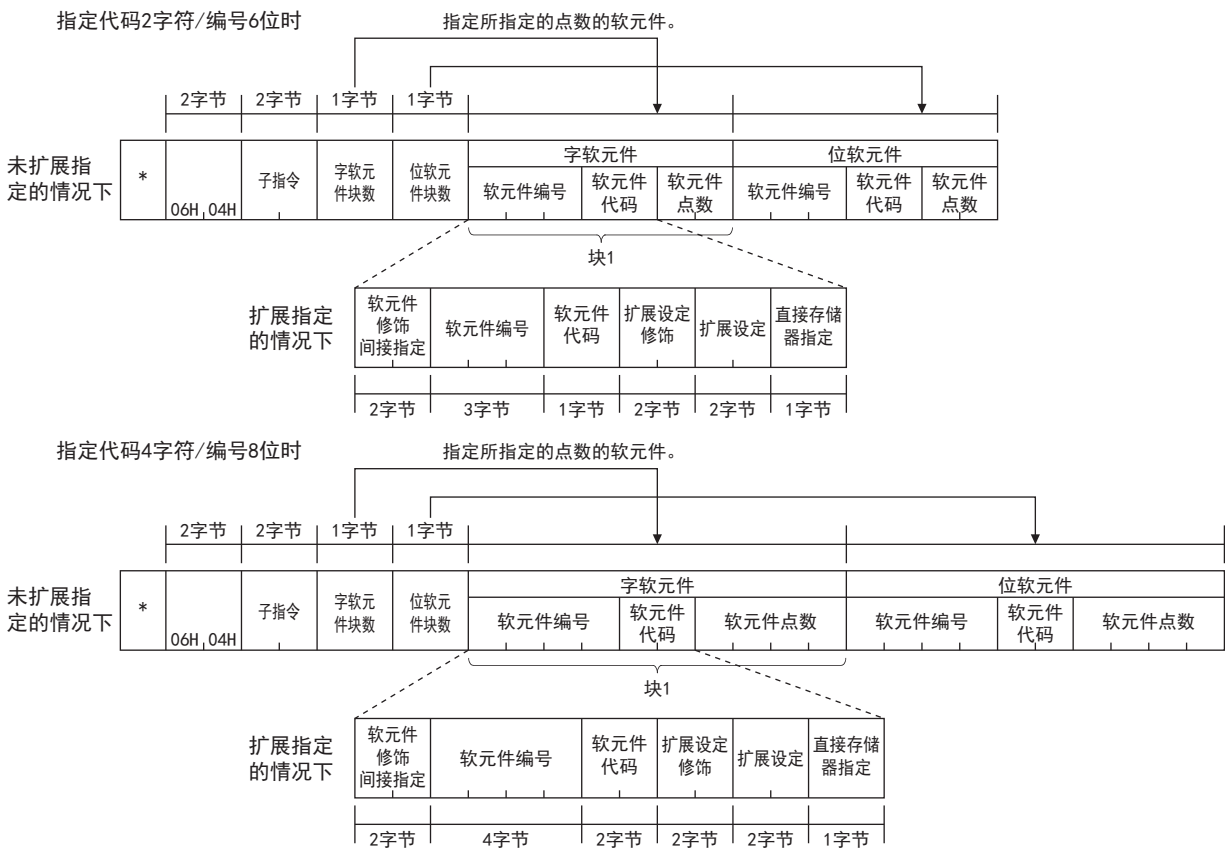 指定代码2字符/编号6位时
指定所指定的点数的软元件。
2字节 2字节 1字节 1字节
未扩展指
定的情况下
*
06H 04H
子指令
字软元
件块数
位软元
件块数
字软元件
位软元件
软元件编号
软元件
代码
软元件
点数
软元件编号
软元件
代码
软元件
点数
块1
扩展指定
的情况下
软元件
修饰
间接指定
软元件编号
软元件
代码
扩展设定
修饰
扩展设定
直接存储
器指定
2字节 3字节 1字节 2字节 2字节 1字节
指定代码4字符/编号8位时
指定所指定的点数的软元件。
2字节 2字节 1字节 1字节
未扩展指
定的情况下
*
06H 04H
子指令
字软元
件块数
位软元
件块数
字软元件
位软元件
软元件编号
软元件
代码
软元件点数
软元件编号
软元件
代码
软元件点数
块1
扩展指定
的情况下
软元件
修饰
间接指定
软元件编号
软元件
代码
扩展设定
修饰
扩展设定
直接存储
器指定
2字节 4字节 2字节 2字节 2字节 1字节